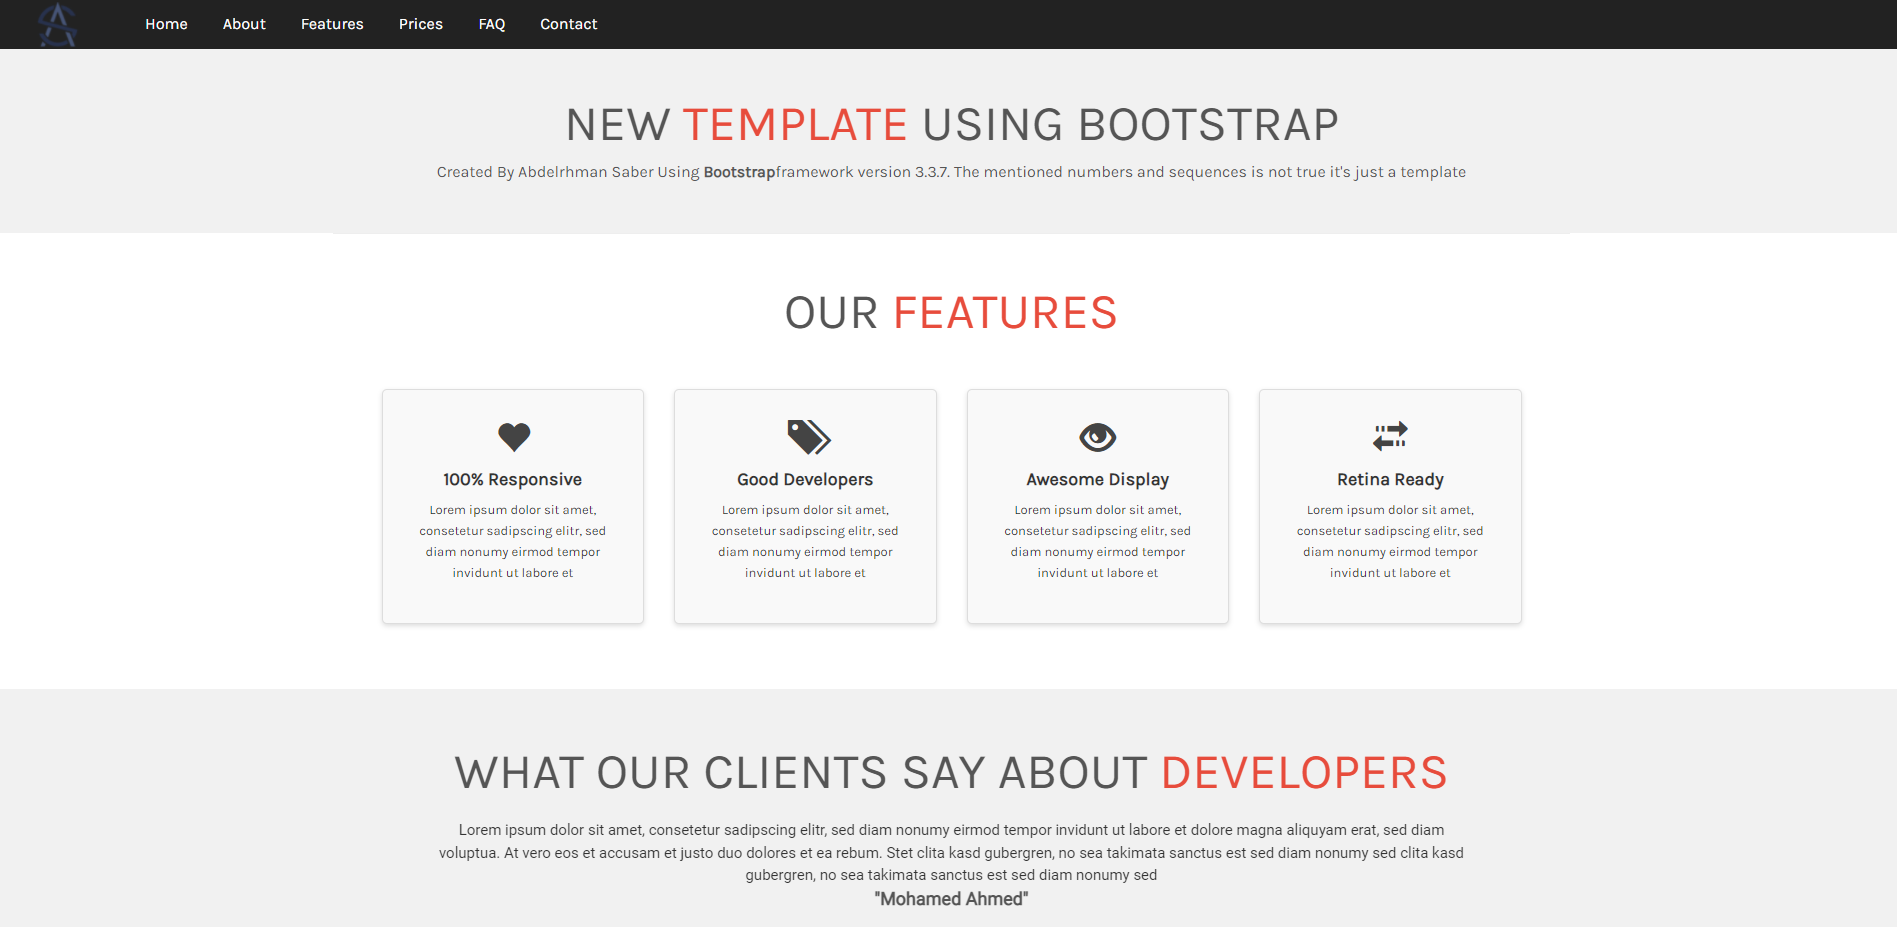 Home About Features Prices FAQ Contact
NEW TEMPLATE USING BOOTSTRAP
Created By Abdelrhman Saber Using Bootstrapframework version 3.3.7. The mentioned numbers and sequences is not true it's just a template
OUR FEATURES
100% Responsive
Lorem ipsum dolor sit amet,
consetetur sadipscing elitr, sed
diam nonumy eirmod tempor
invidunt ut labore et
Good Developers
Lorem ipsum dolor sit amet,
consetetur sadipscing elitr, sed
diam nonumy eirmod tempor
invidunt ut labore et
Awesome Display
Lorem ipsum dolor sit amet,
consetetur sadipscing elitr, sed
diam nonumy eirmod tempor
invidunt ut labore et
Retina Ready
Lorem ipsum dolor sit amet,
consetetur sadipscing elitr, sed
diam nonumy eirmod tempor
invidunt ut labore et
WHAT OUR CLIENTS SAY ABOUT DEVELOPERS
Lorem ipsum dolor sit amet, consetetur sadipscing elitr, sed diam nonumy eirmod tempor invidunt ut labore et dolore magna aliquyam erat, sed diam
voluptua. At vero eos et accusam et justo duo dolores et ea rebum. Stet clita kasd gubergren, no sea takimata sanctus est sed diam nonumy sed clita kasd
gubergren, no sea takimata sanctus est sed diam nonumy sed
"Mohamed Ahmed"